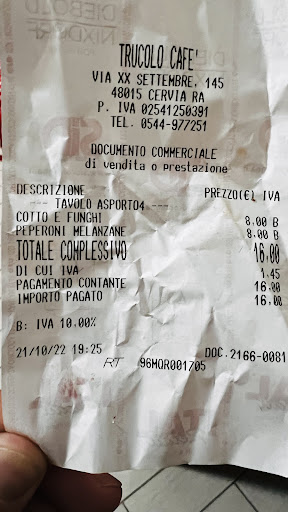 TRUCOLO CAFE'
VIA XX SETTEMBRE, 145
48015 CERVIA RA
P. IVA 02541250391
TEL. 0544-977251
DOCUMENTO COMMERCIALE
di vendita o prestazione
DESCRIZIONE PREZZO(€) IVA
--- TAVOLO ASPORTO4 ---
COTTO E FUNGHI 8,00 B
PEPERONI MELANZANE 8,00 B
TOTALE COMPLESSIVO 16,00
DI CUI IVA 1,45
PAGAMENTO CONTANTE 16,00
IMPORTO PAGATO 16,00
B: IVA 10,00%
21/10/22 19:25 DOC.2166-0081
RT 96MQR001705